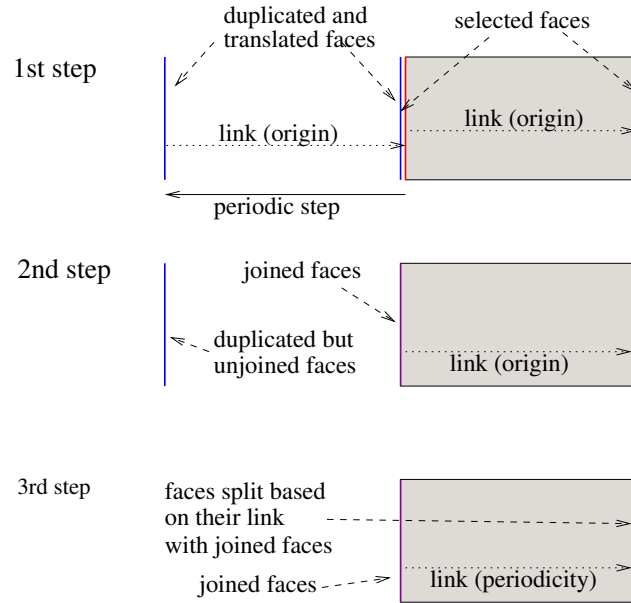 duplicated and
translated faces
selected faces
1st step
link (origin)
link (origin)
periodic step
2nd step
joined faces
duplicated but
unjoined faces
link (origin)
3rd step
faces split based
on their link
with joined faces
joined faces
link (periodicity)